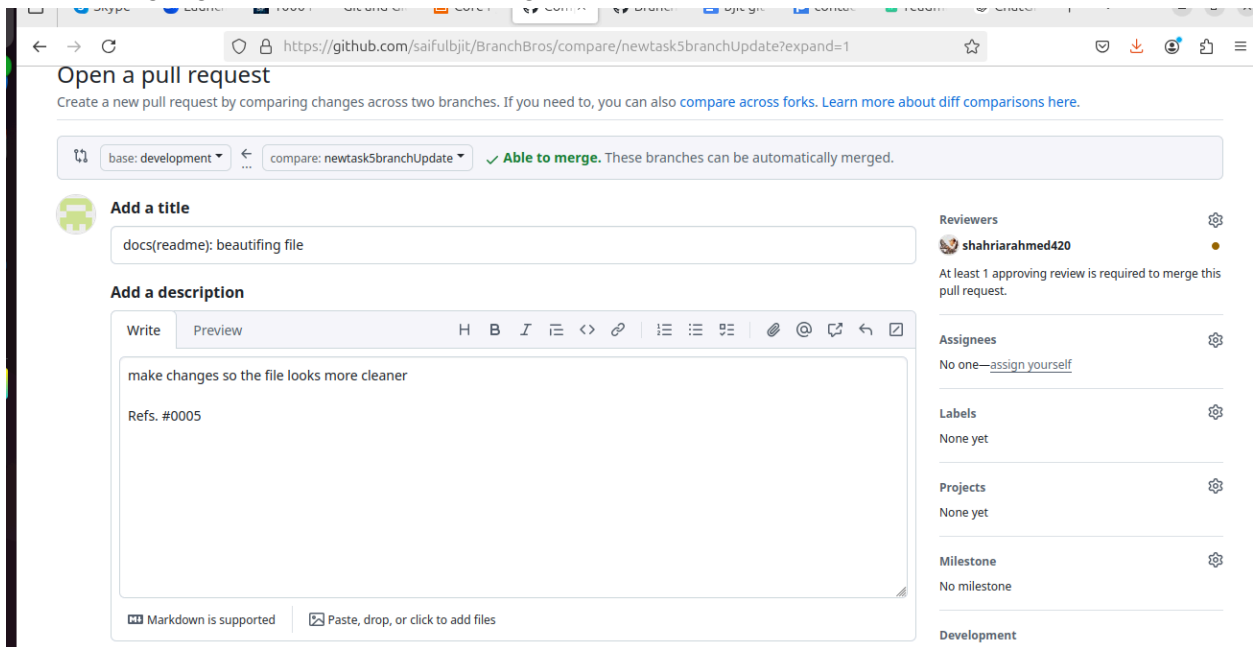 https://github.com/saifulbjit/BranchBros/compare/newtask5branchUpdate?expand=1
Open a pull request
Create a new pull request by comparing changes across two branches. If you need to, you can also compare across forks. Learn more about diff comparisons here.
base: development
compare: newtask5branchUpdate
Able to merge. These branches can be automatically merged.
Add a title
docs(readme): beautifing file
Add a description
Write Preview
make changes so the file looks more cleaner
Refs. #0005
Markdown is supported
Paste, drop, or click to add files
Reviewers
shahriarahmed420
At least 1 approving review is required to merge this
pull request.
Assignees
No one—assign yourself
Labels
None yet
Projects
None yet
Milestone
No milestone
Development